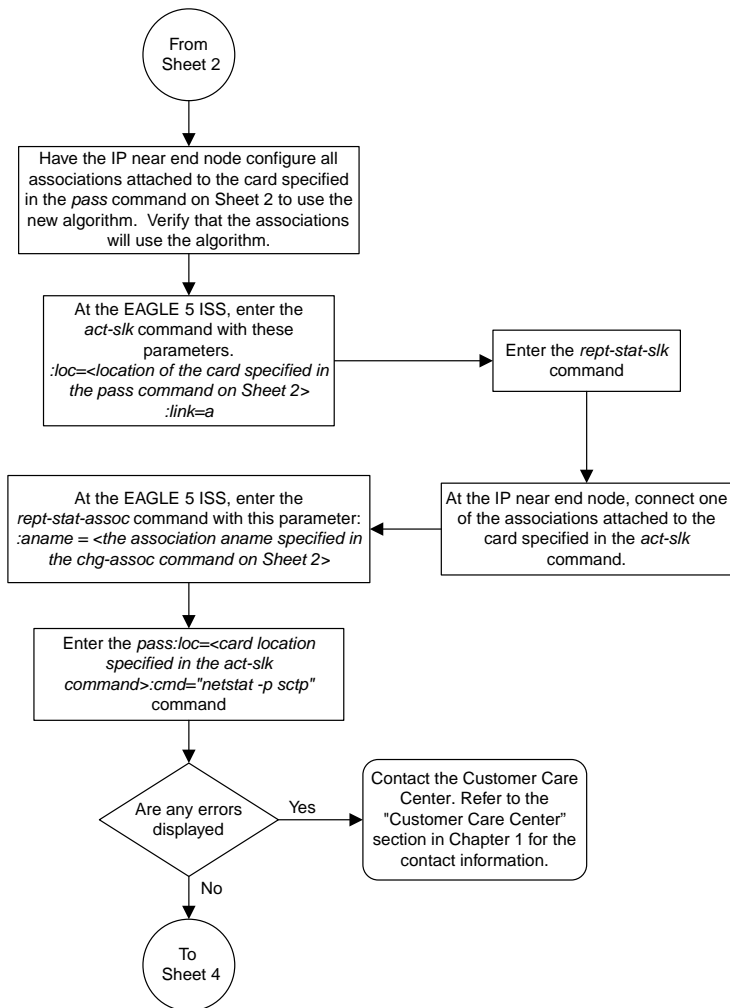 From
Sheet 2
Have the IP near end node configure all
associations attached to the card specified
in the pass command on Sheet 2 to use the
new algorithm.  Verify that the associations
will use the algorithm.
At the EAGLE 5 ISS, enter the
act-slk command with these
parameters.
:loc=<location of the card specified in
the pass command on Sheet 2>
:link=a
Enter the rept-stat-slk
command
At the IP near end node, connect one
of the associations attached to the
card specified in the act-slk
command.
At the EAGLE 5 ISS, enter the
rept-stat-assoc command with this parameter:
:aname = <the association aname specified in
the chg-assoc command on Sheet 2>
Enter the pass:loc=<card location
specified in the act-slk
command>:cmd="netstat -p sctp"
command
Are any errors
displayed
Yes
Contact the Customer Care
Center. Refer to the
"Customer Care Center”
section in Chapter 1 for the
contact information.
No
To
Sheet 4